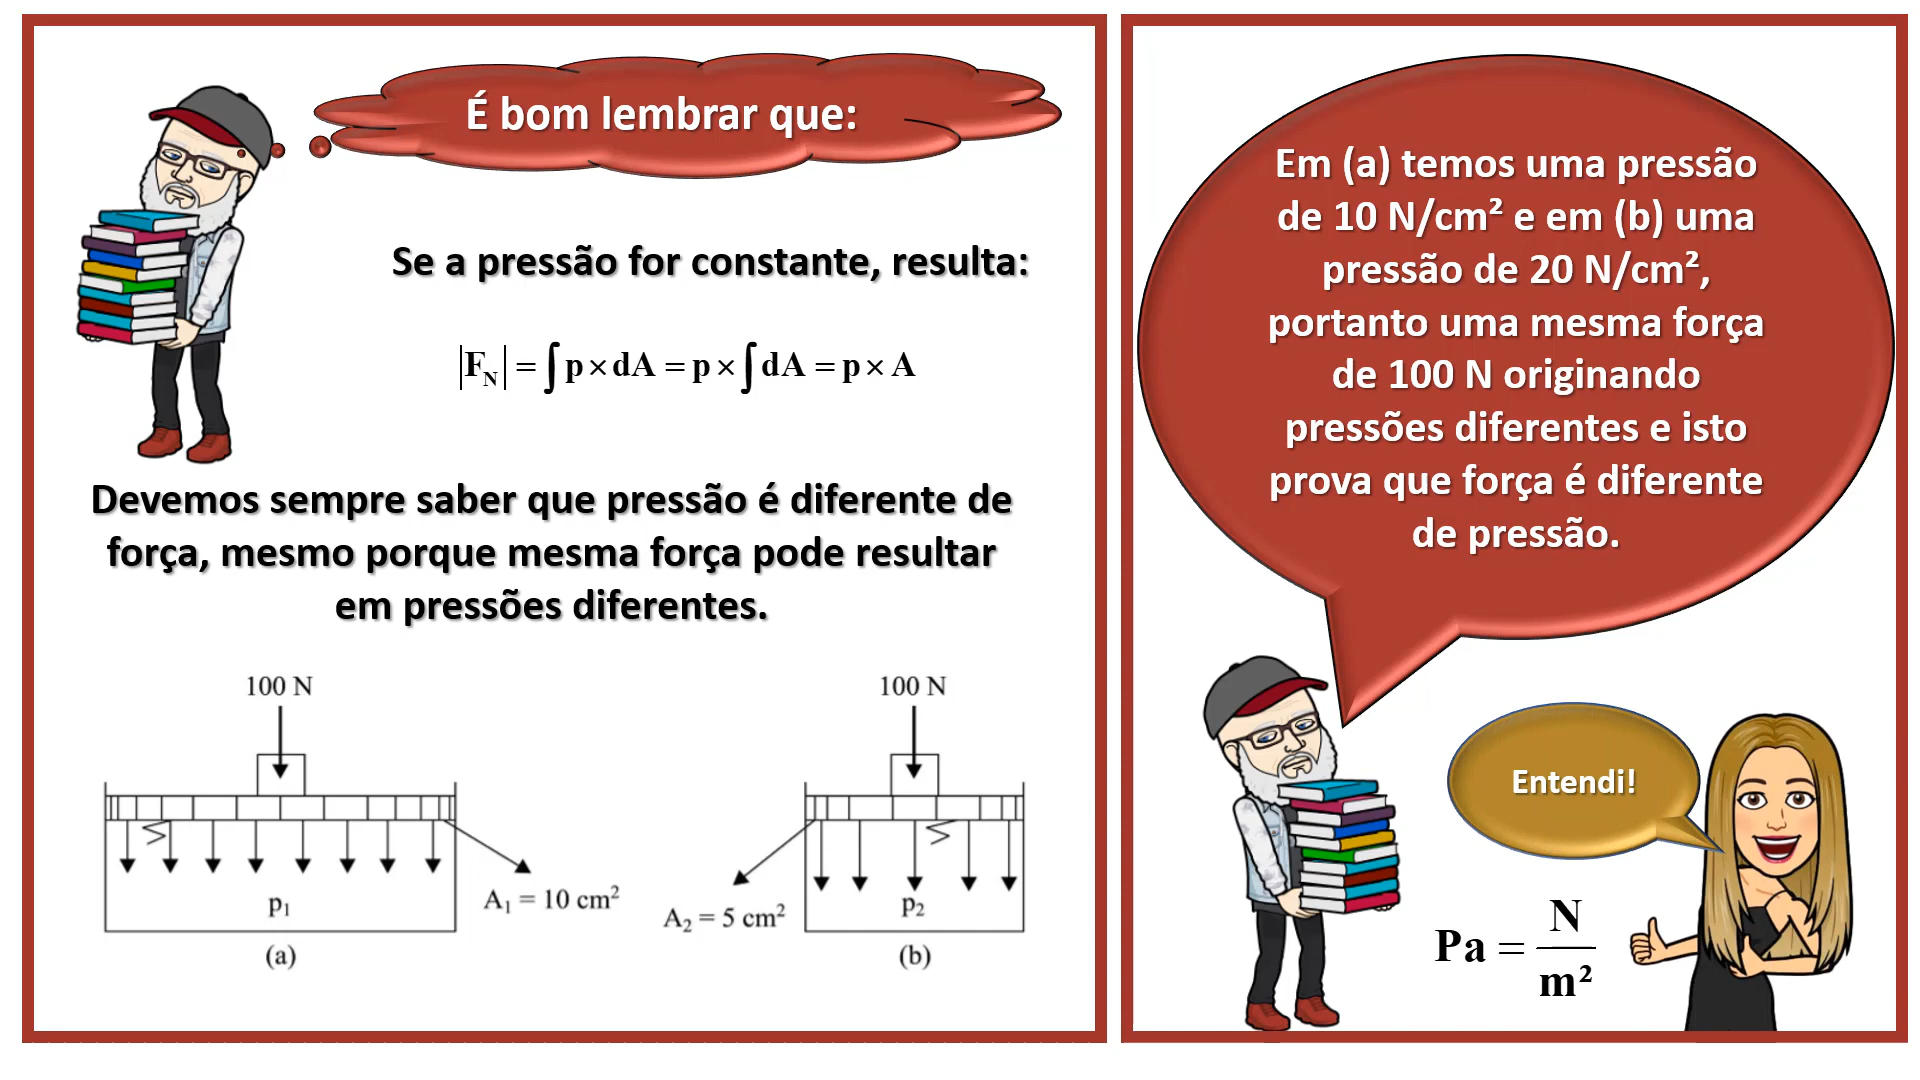 É bom lembrar que:
Se a pressão for constante, resulta:
|F_N| = ∫ p × dA = p × ∫ dA = p × A
Devemos sempre saber que pressão é diferente de
força, mesmo porque mesma força pode resultar
em pressões diferentes.
100 N
100 N
A₁ = 10 cm²
A₂ = 5 cm²
p₁
p₂
(a)
(b)
Em (a) temos uma pressão
de 10 N/cm² e em (b) uma
pressão de 20 N/cm²,
portanto uma mesma força
de 100 N originando
pressões diferentes e isto
prova que força é diferente
de pressão.
Entendi!
Pa = N/m²